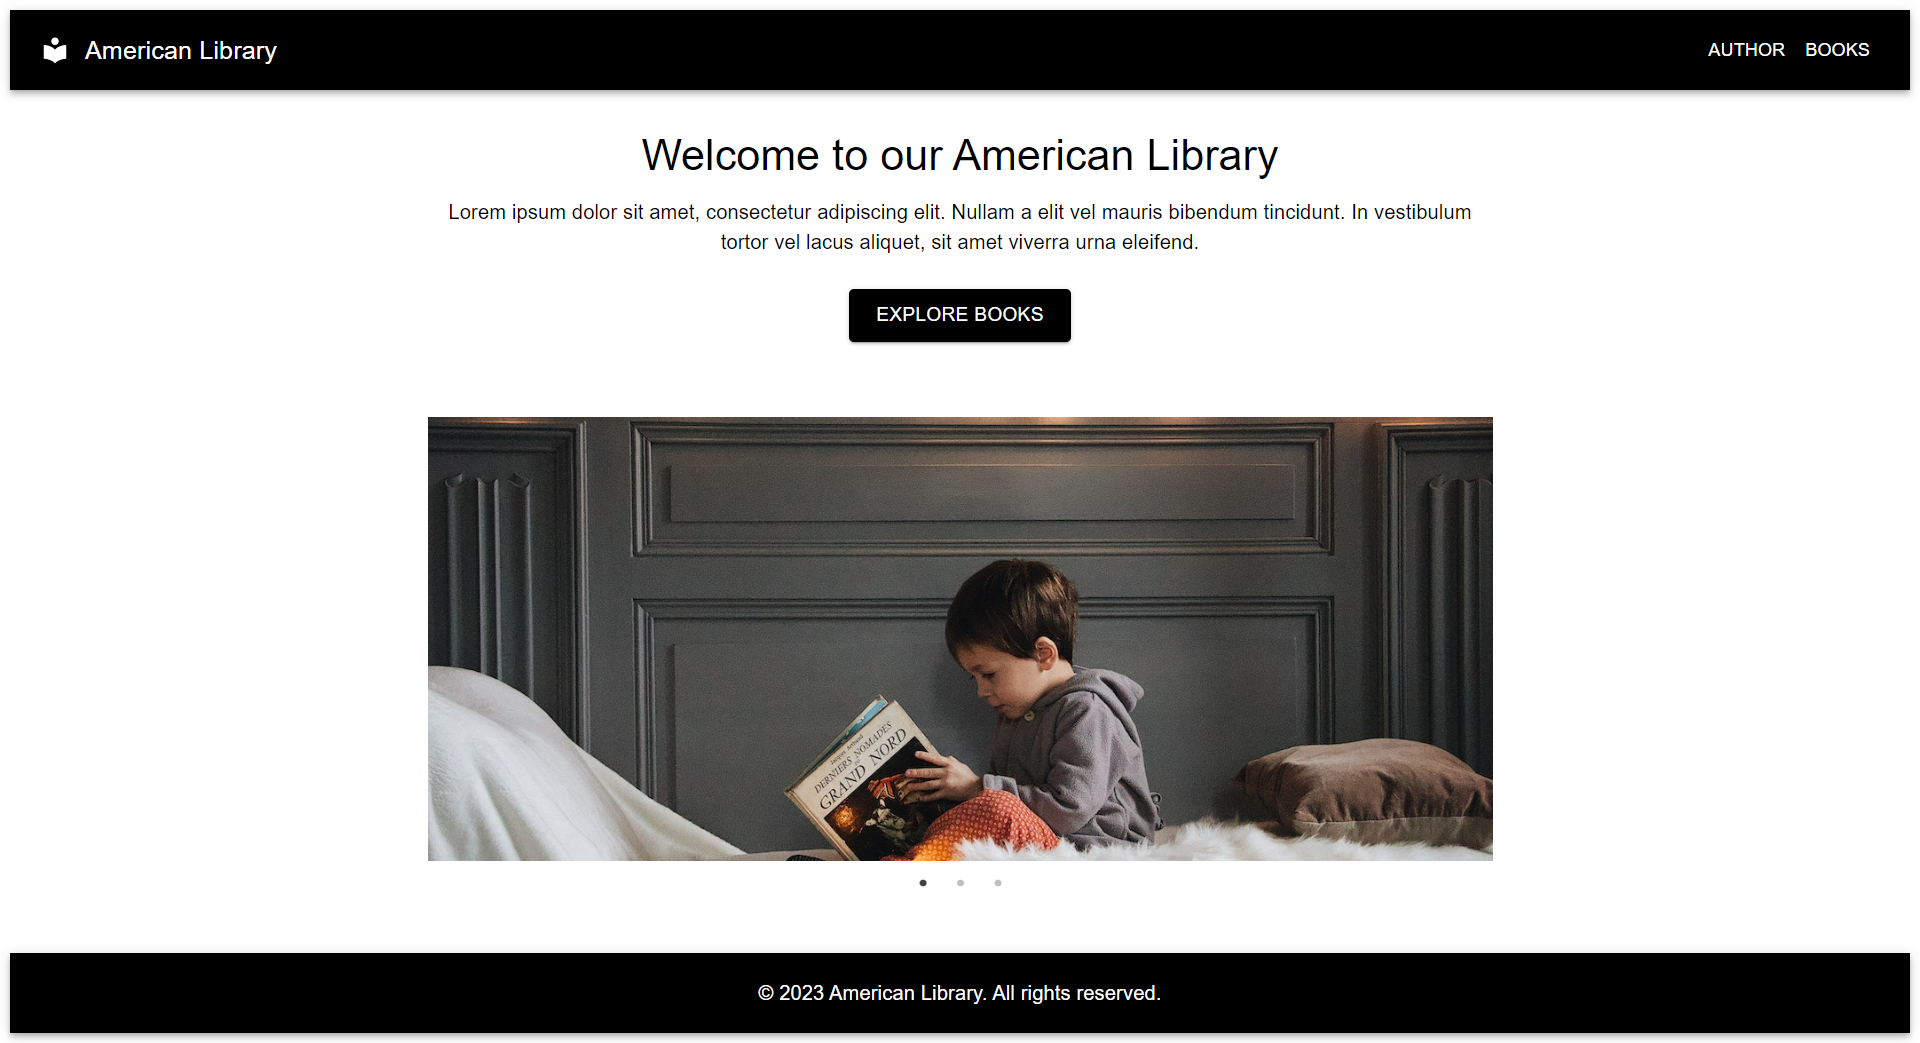 American Library
AUTHOR
BOOKS
Welcome to our American Library
Lorem ipsum dolor sit amet, consectetur adipiscing elit. Nullam a elit vel mauris bibendum tincidunt. In vestibulum
tortor vel lacus aliquet, sit amet viverra urna eleifend.
EXPLORE BOOKS
DERNIERS NOMADES
GRAND NORD
© 2023 American Library. All rights reserved.